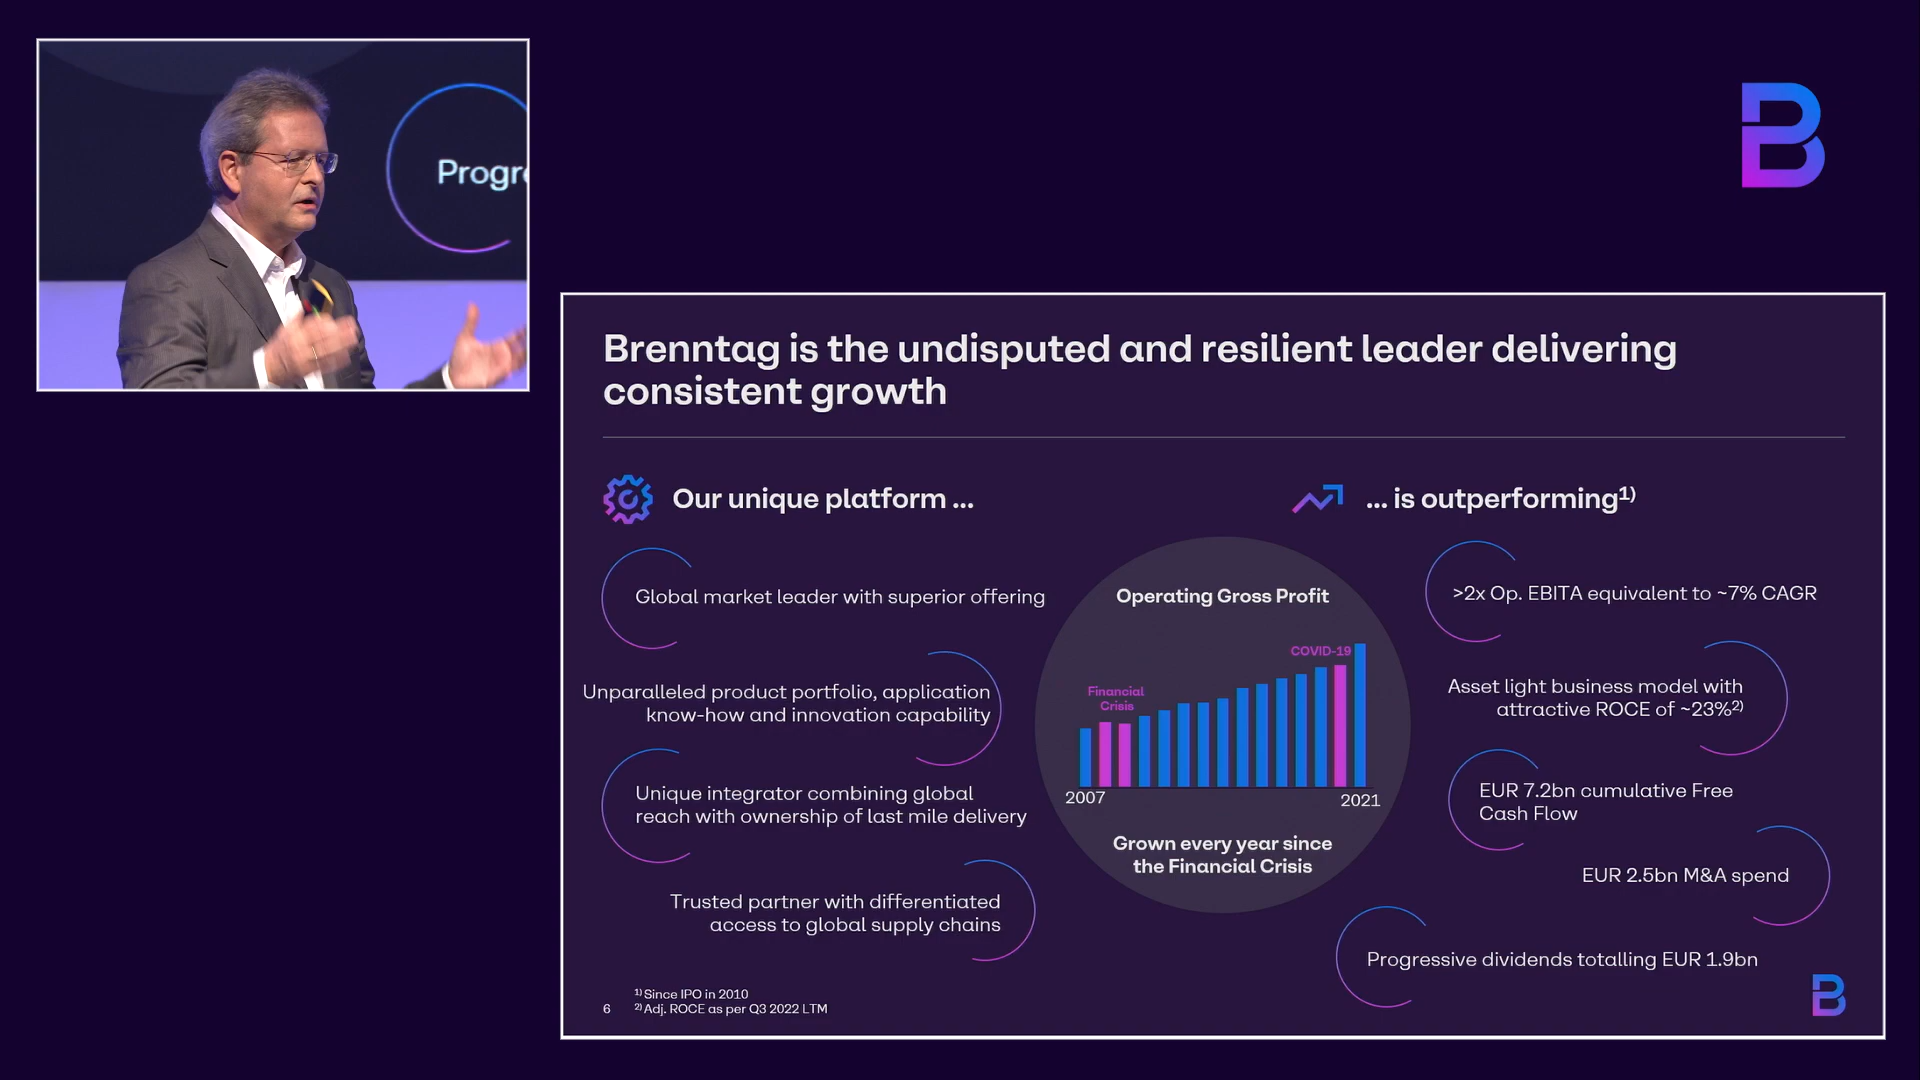 Progr
Brenntag is the undisputed and resilient leader delivering
consistent growth
Our unique platform ...
... is outperforming¹⁾
Global market leader with superior offering
Unparalleled product portfolio, application
know-how and innovation capability
Unique integrator combining global
reach with ownership of last mile delivery
Trusted partner with differentiated
access to global supply chains
Operating Gross Profit
Financial
Crisis
COVID-19
2007
2021
Grown every year since
the Financial Crisis
>2x Op. EBITA equivalent to ~7% CAGR
Asset light business model with
attractive ROCE of ~23%²⁾
EUR 7.2bn cumulative Free
Cash Flow
EUR 2.5bn M&A spend
Progressive dividends totalling EUR 1.9bn
¹⁾ Since IPO in 2010
6 ²⁾ Adj. ROCE as per Q3 2022 LTM